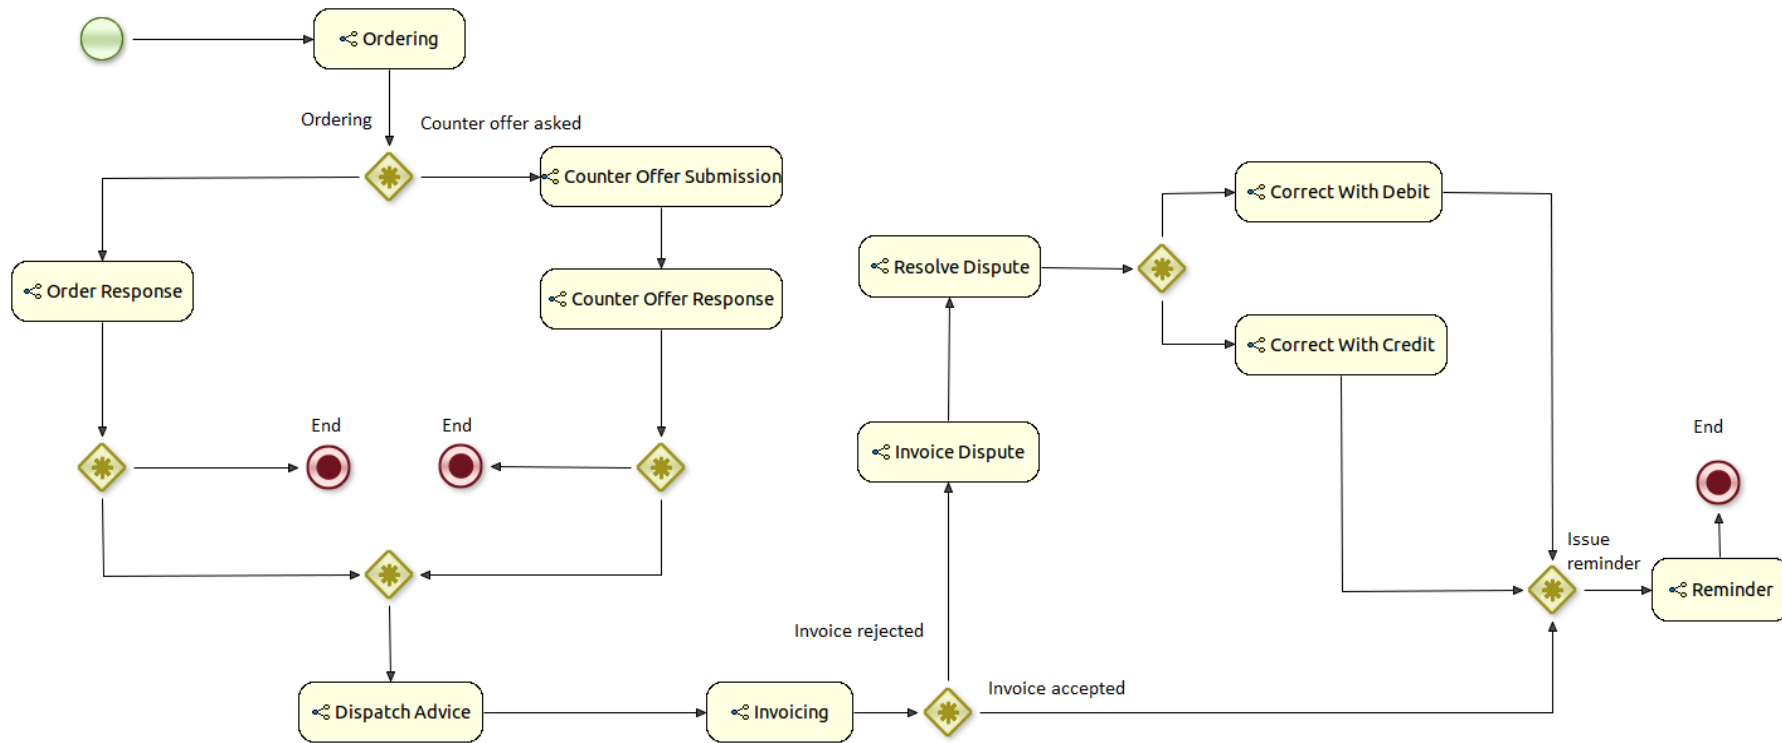 Ordering
Ordering
Counter offer asked
Counter Offer Submission
Correct With Debit
Resolve Dispute
Order Response
Counter Offer Response
Correct With Credit
End
End
End
Invoice Dispute
Issue
reminder
Reminder
Invoice rejected
Invoice accepted
Dispatch Advice
Invoicing